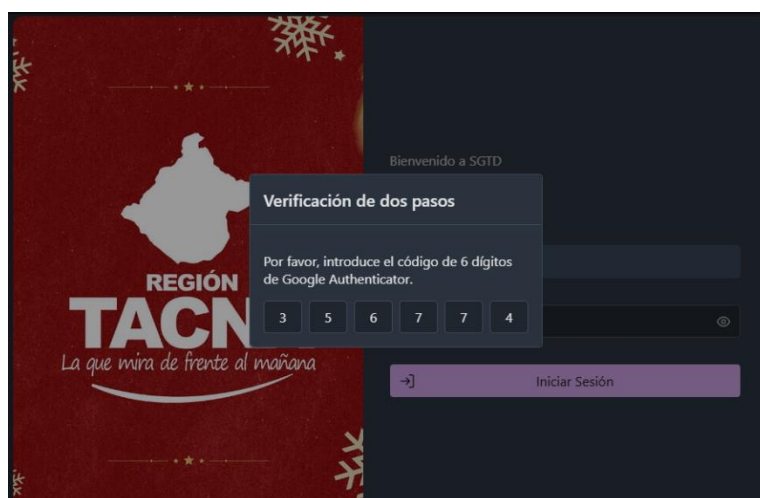 Bienvenido a SGTD
Verificación de dos pasos
Por favor, introduce el código de 6 dígitos
de Google Authenticator.
3 5 6 7 7 4
REGIÓN
TACN
La que mira de frente al mañana
Iniciar Sesión